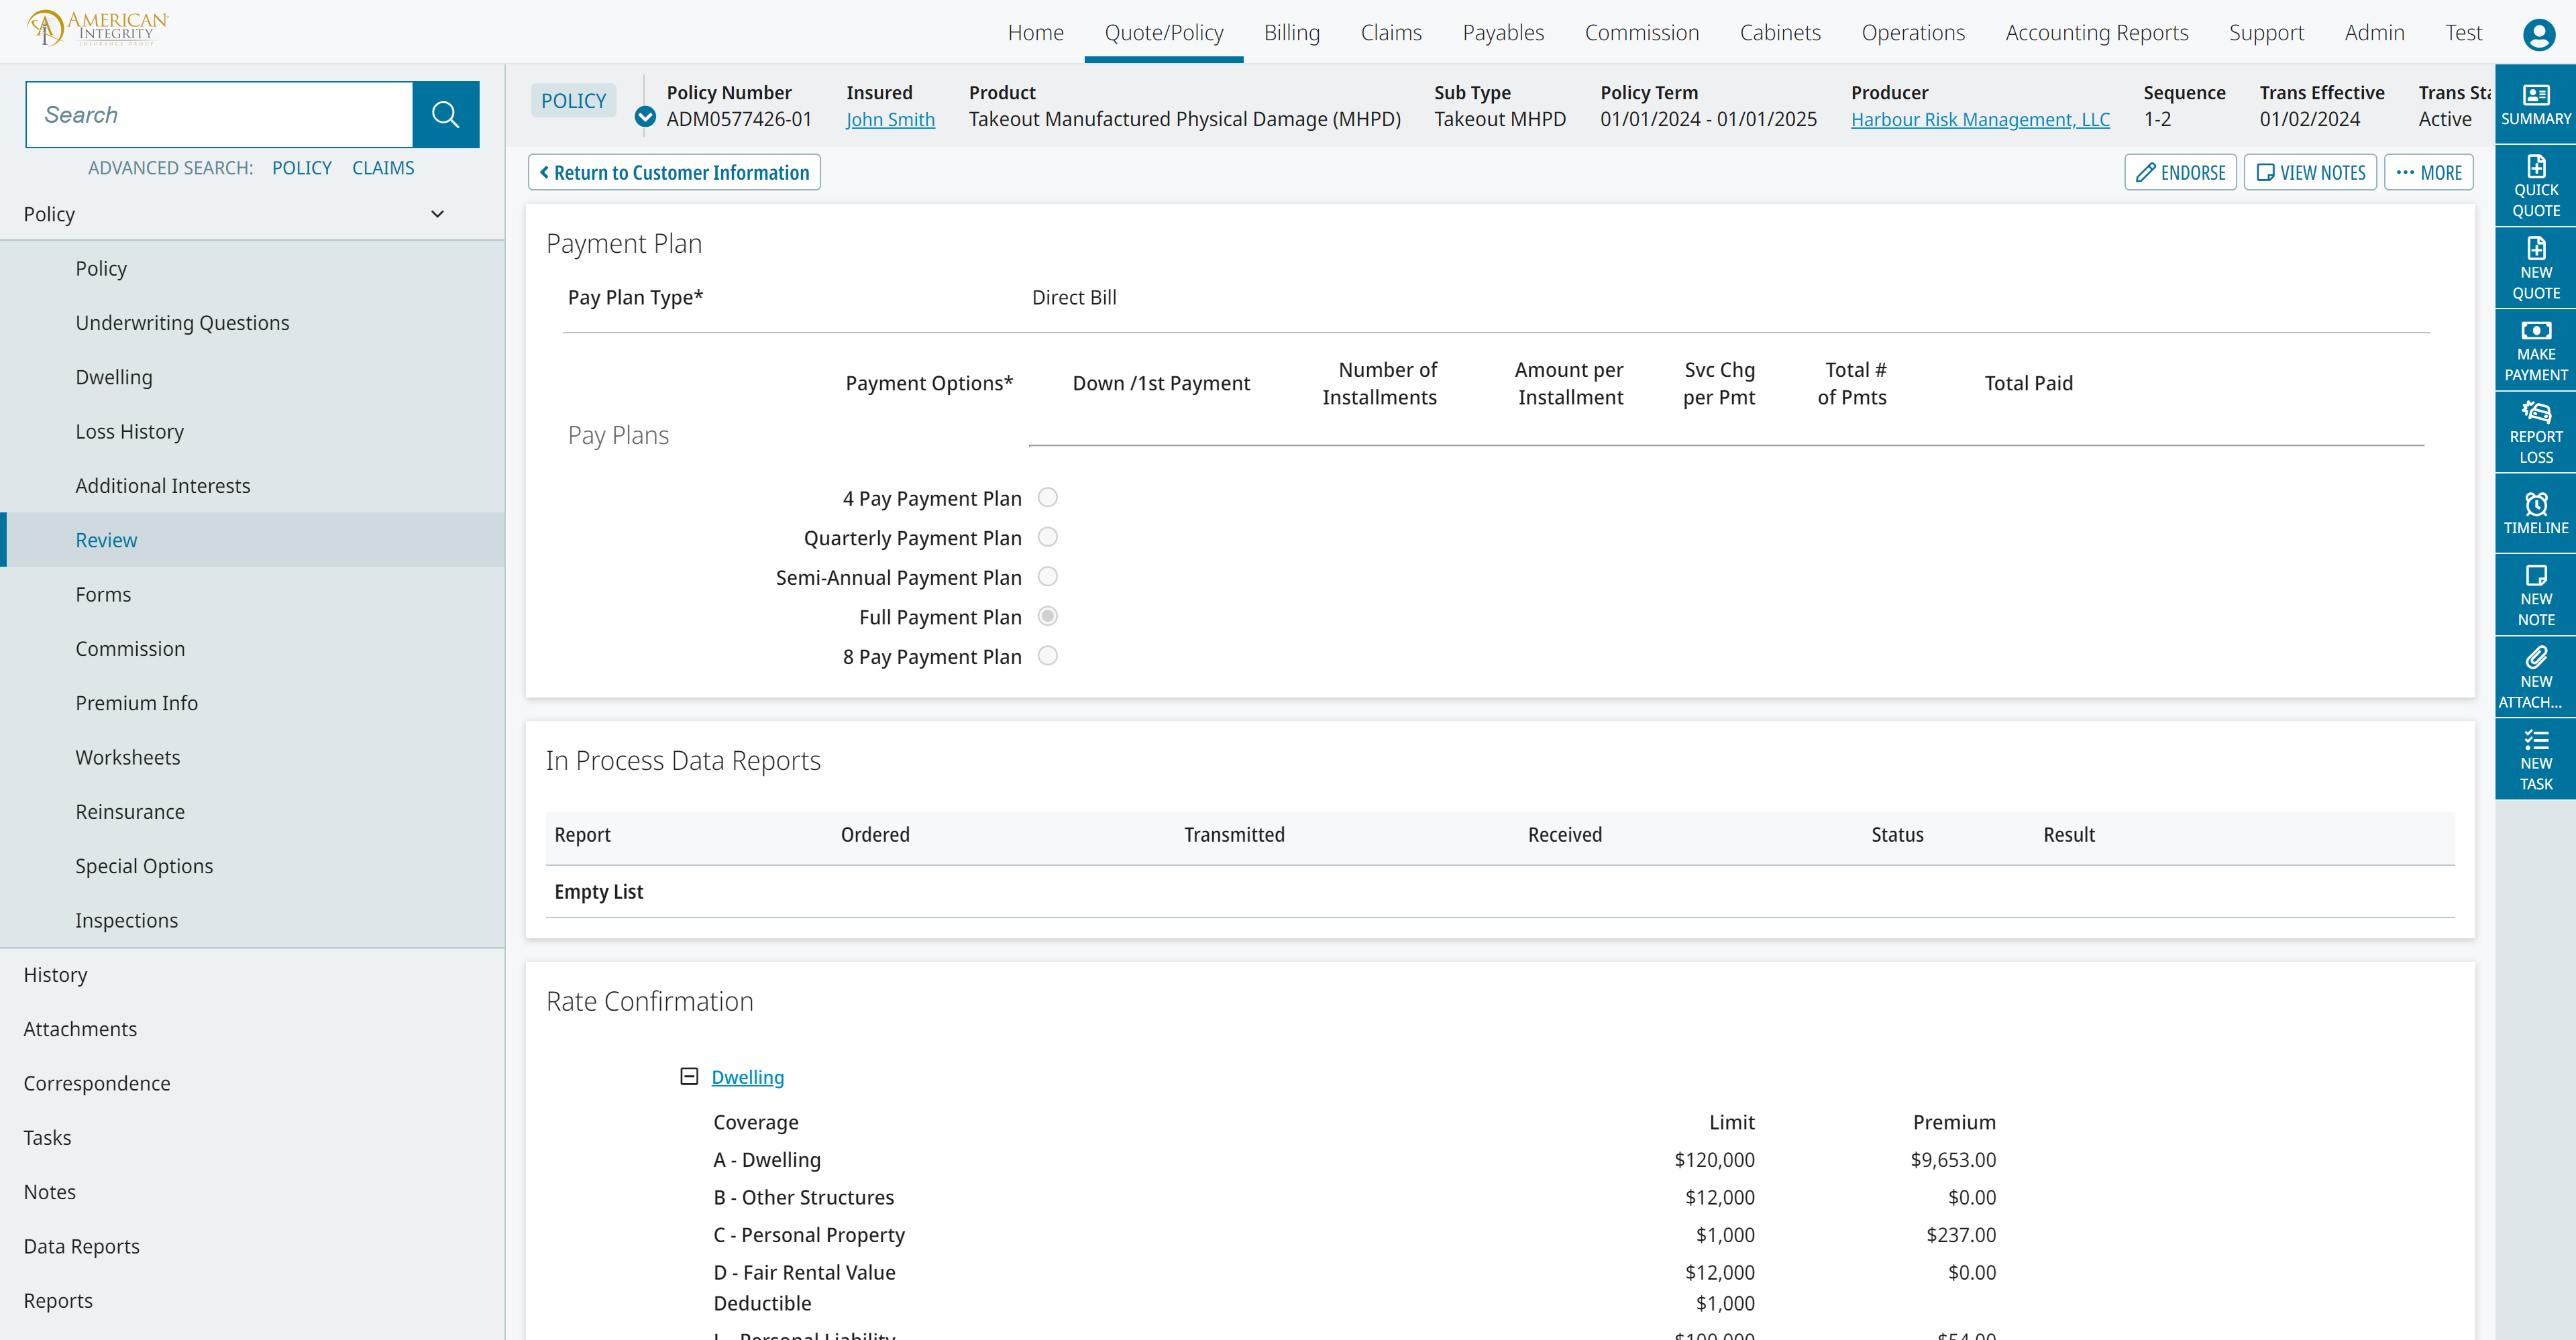 AMERICAN
INTEGRITY
INSURANCE GROUP
Home Quote/Policy Billing Claims Payables Commission Cabinets Operations Accounting Reports Support Admin Test
Search
ADVANCED SEARCH: POLICY CLAIMS
Policy
Policy
Underwriting Questions
Dwelling
Loss History
Additional Interests
Review
Forms
Commission
Premium Info
Worksheets
Reinsurance
Special Options
Inspections
History
Attachments
Correspondence
Tasks
Notes
Data Reports
Reports
POLICY
Policy Number Insured Product Sub Type Policy Term Producer Sequence Trans Effective Trans Sta
ADM0577426-01 John Smith Takeout Manufactured Physical Damage (MHPD) Takeout MHPD 01/01/2024 - 01/01/2025 Harbour Risk Management, LLC 1-2 01/02/2024 Active
Return to Customer Information
ENDORSE VIEW NOTES MORE
Payment Plan
Pay Plan Type* Direct Bill
Payment Options* Down /1st Payment Number of Installments Amount per Installment Svc Chg per Pmt Total # of Pmts Total Paid
Pay Plans
4 Pay Payment Plan
Quarterly Payment Plan
Semi-Annual Payment Plan
Full Payment Plan
8 Pay Payment Plan
In Process Data Reports
Report Ordered Transmitted Received Status Result
Empty List
Rate Confirmation
Dwelling
Coverage Limit Premium
A - Dwelling $120,000 $9,653.00
B - Other Structures $12,000 $0.00
C - Personal Property $1,000 $237.00
D - Fair Rental Value $12,000 $0.00
Deductible $1,000
L - Personal Liability $100,000 $54.00
SUMMARY
QUICK
QUOTE
NEW
QUOTE
MAKE
PAYMENT
REPORT
LOSS
TIMELINE
NEW
NOTE
NEW
ATTACH...
NEW
TASK